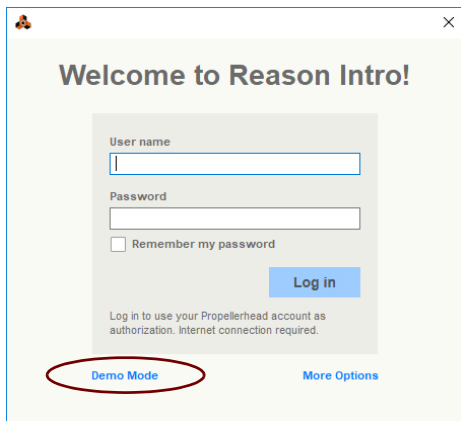 Welcome to Reason Intro!
User name
Password
Remember my password
Log in
Log in to use your Propellerhead account as
authorization. Internet connection required.
Demo Mode
More Options